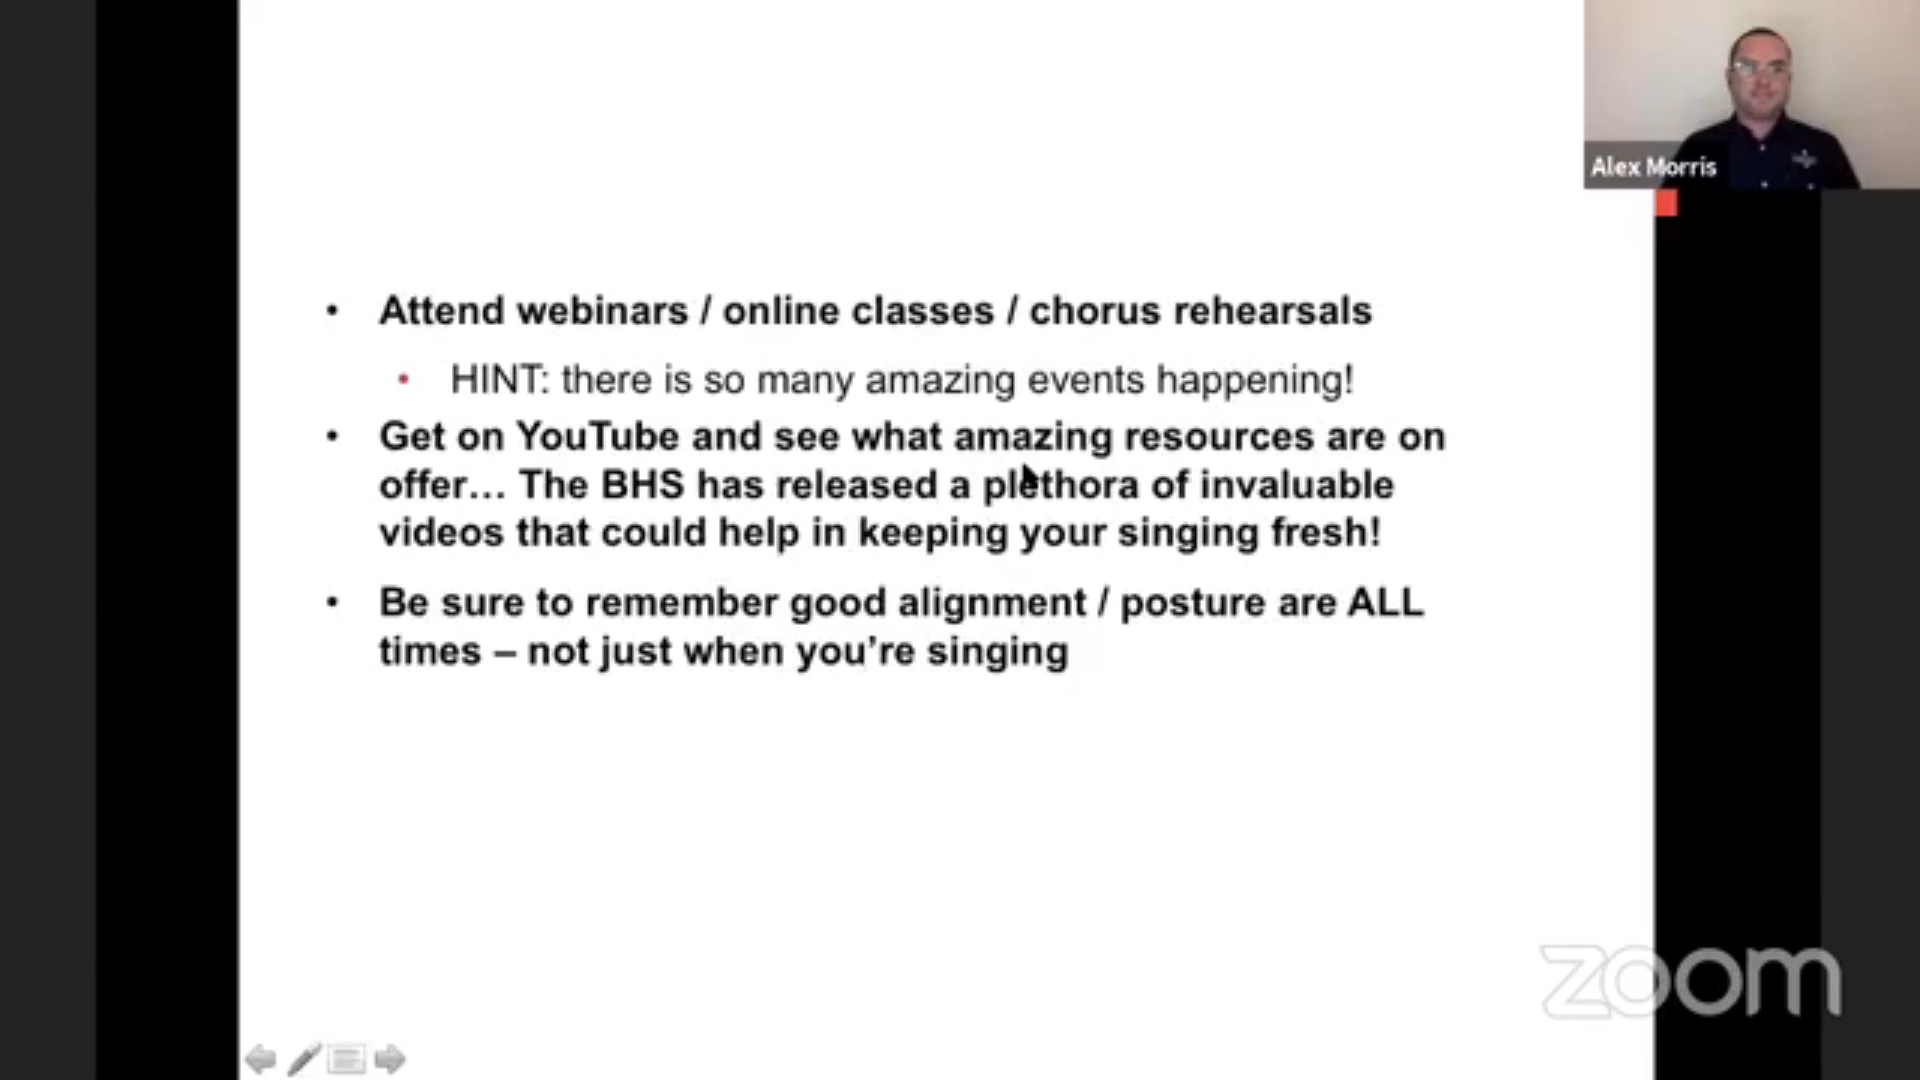 Alex Morris
• Attend webinars / online classes / chorus rehearsals
• HINT: there is so many amazing events happening!
• Get on YouTube and see what amazing resources are on
offer… The BHS has released a plethora of invaluable
videos that could help in keeping your singing fresh!
• Be sure to remember good alignment / posture are ALL
times – not just when you’re singing
zoom